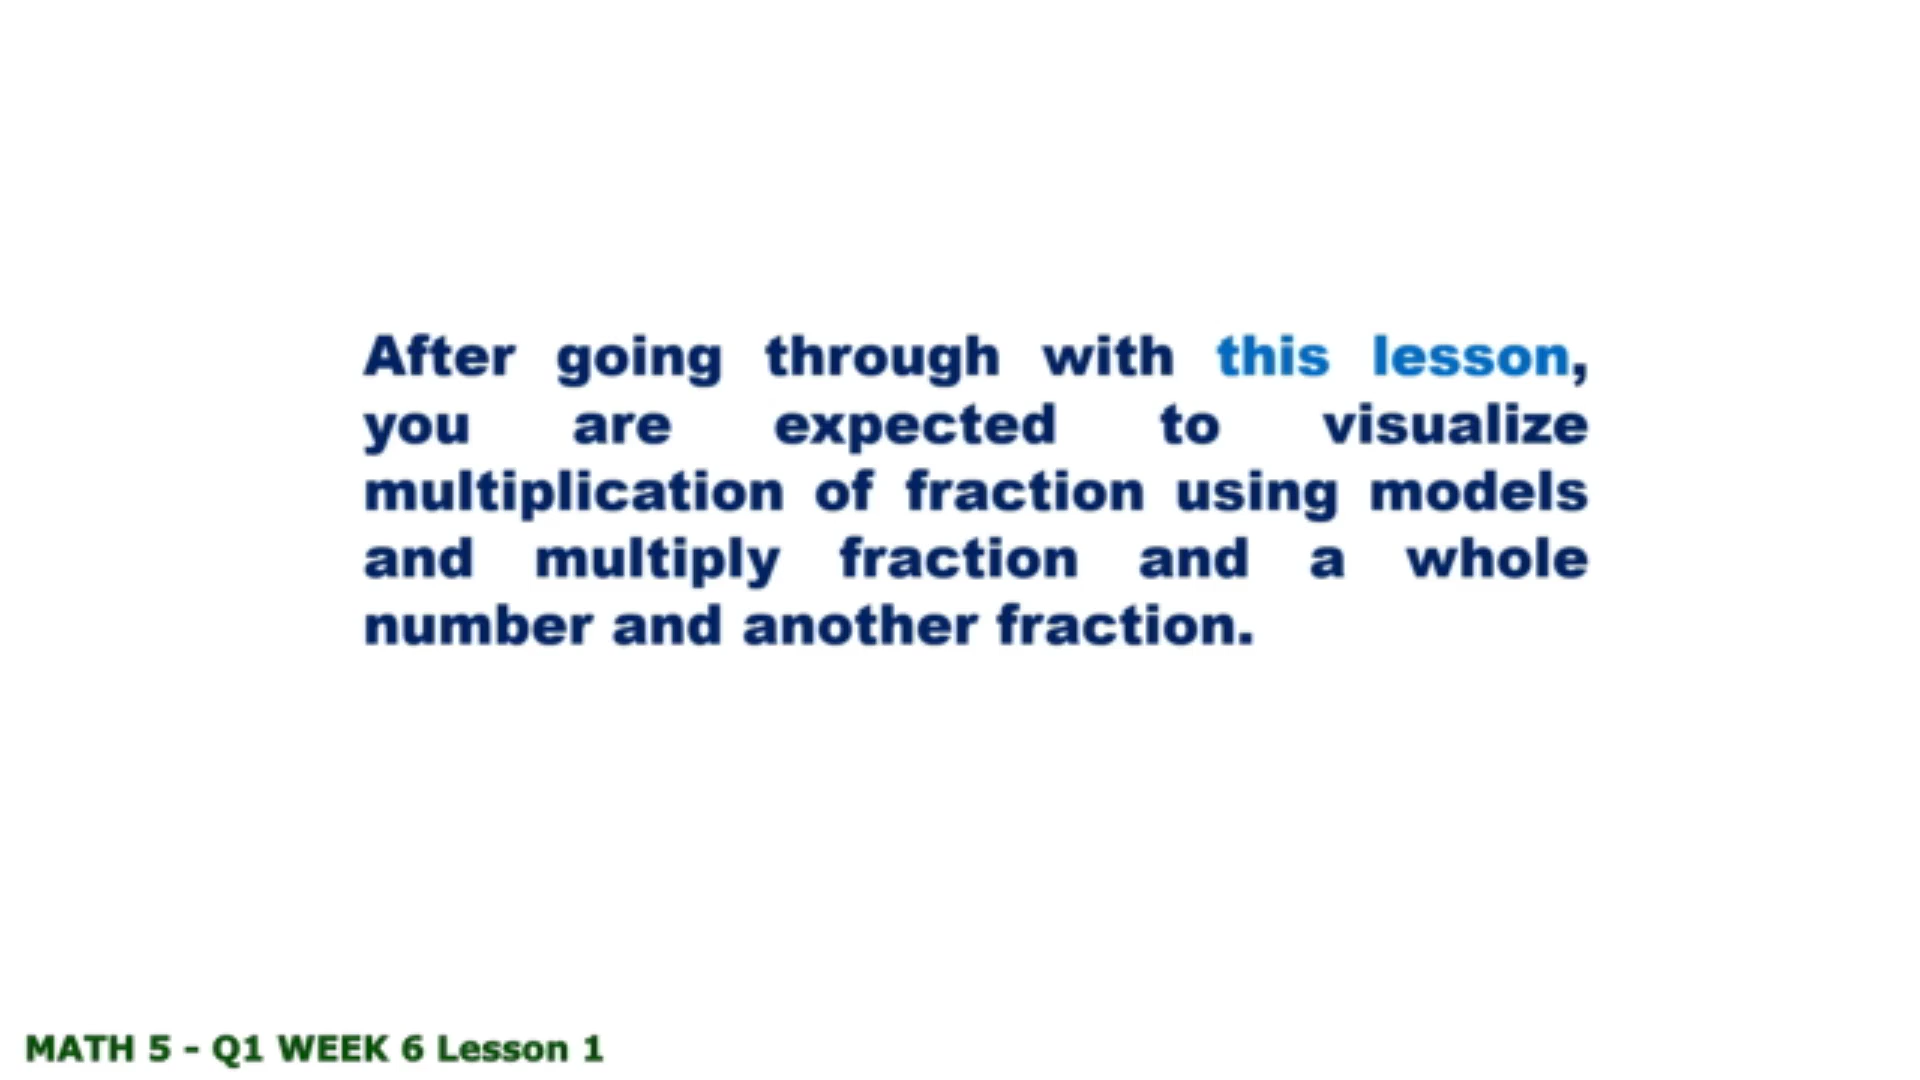 After going through with this lesson,
you are expected to visualize
multiplication of fraction using models
and multiply fraction and a whole
number and another fraction.
MATH 5 - Q1 WEEK 6 Lesson 1